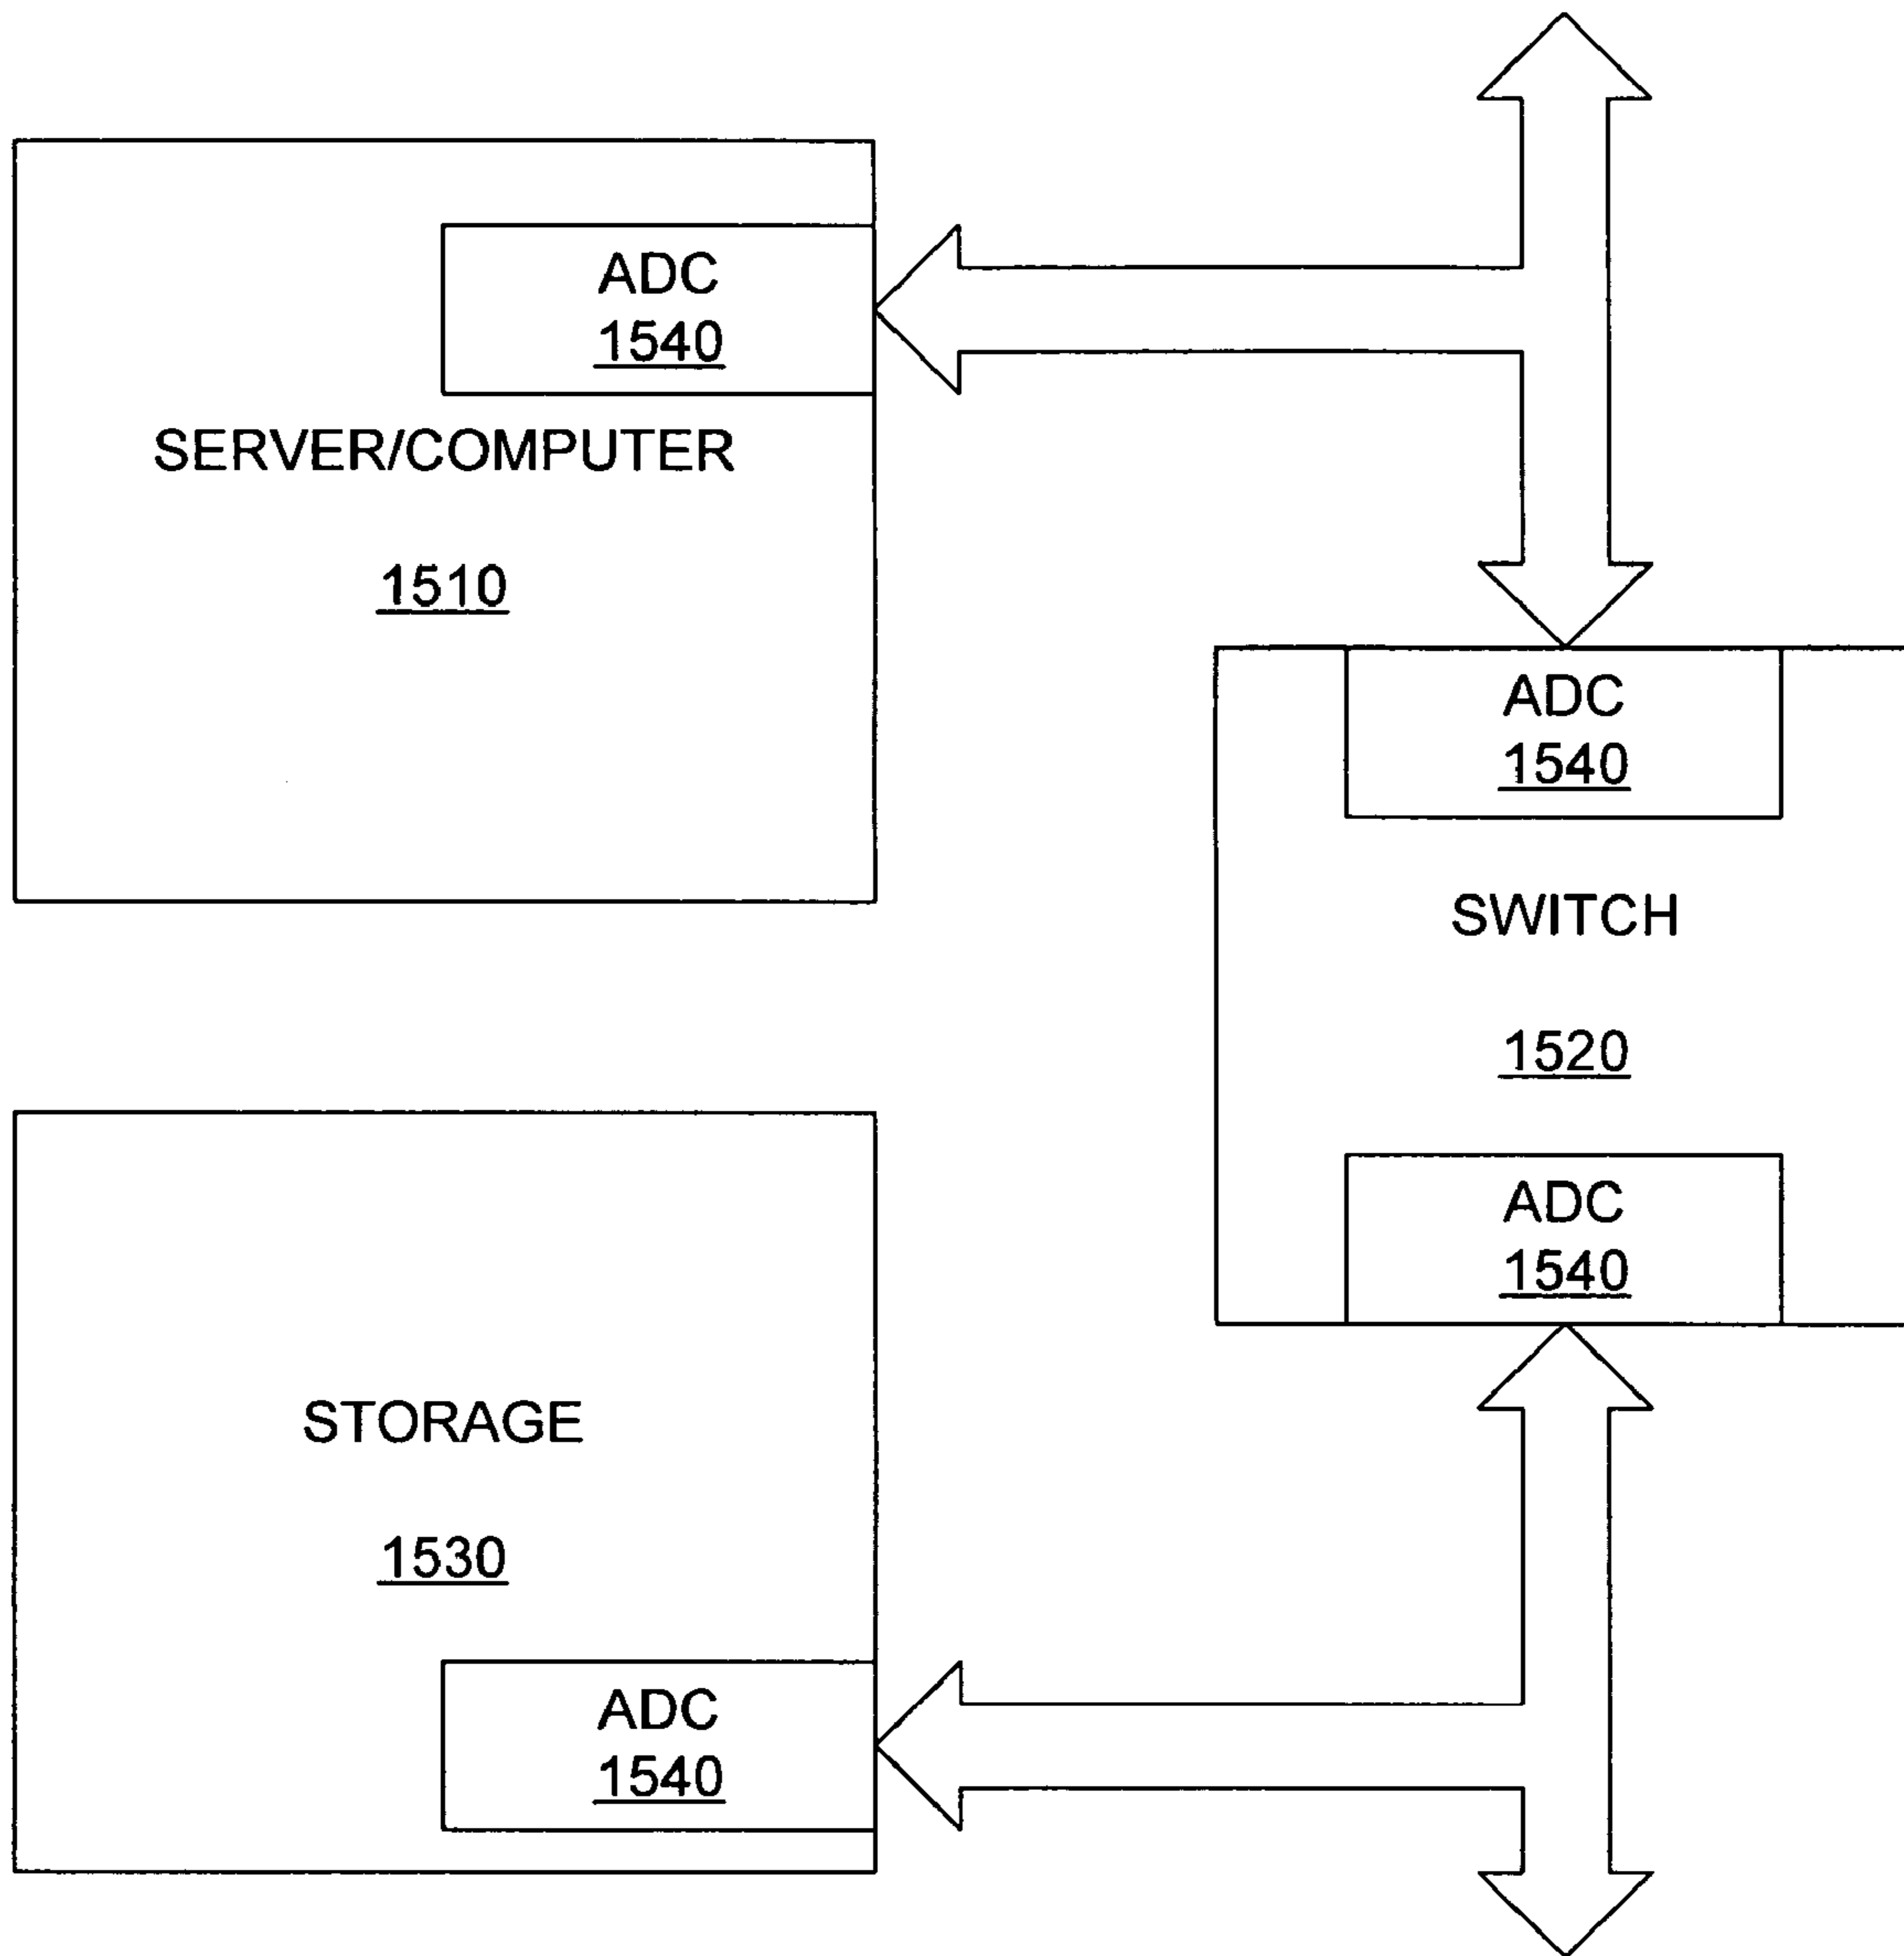 ADC
1540
SERVER/COMPUTER
1510
ADC
1540
SWITCH
1520
ADC
1540
STORAGE
1530
ADC
1540